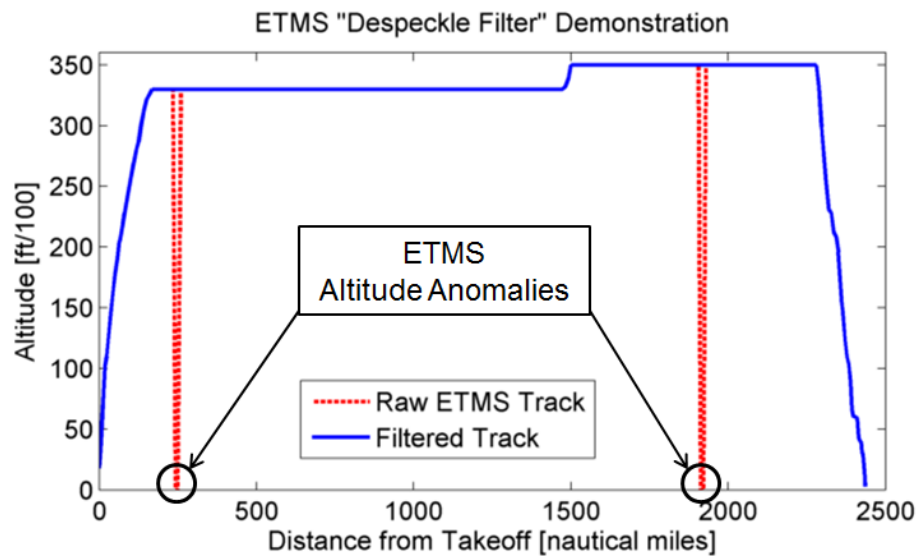 ETMS "Despeckle Filter" Demonstration
Altitude [ft/100]
350
300
250
200
150
100
50
0
ETMS
Altitude Anomalies
Raw ETMS Track
Filtered Track
0 500 1000 1500 2000 2500
Distance from Takeoff [nautical miles]